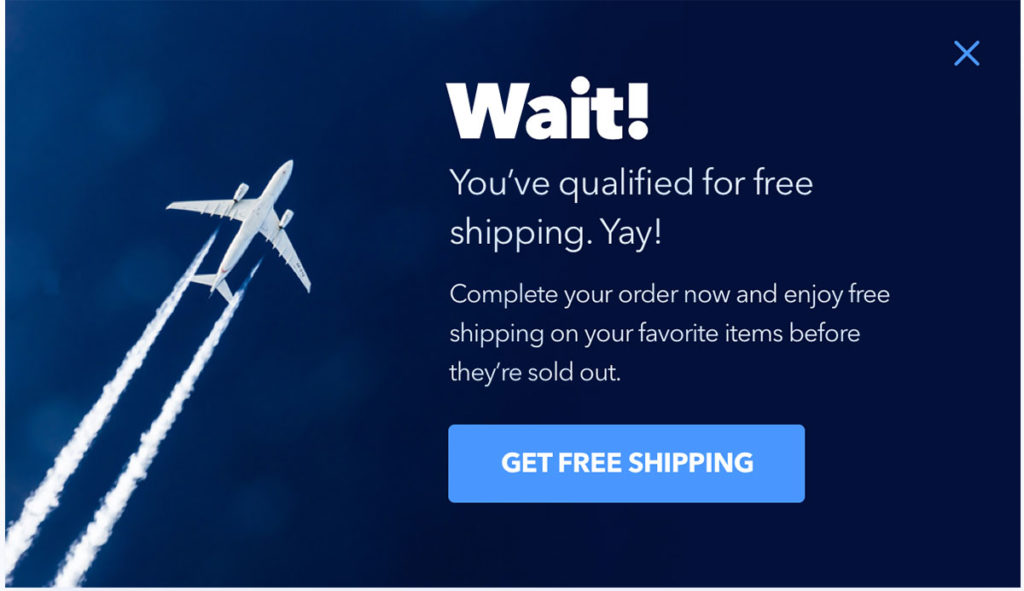 Wait!
You’ve qualified for free
shipping. Yay!
Complete your order now and enjoy free
shipping on your favorite items before
they’re sold out.
GET FREE SHIPPING